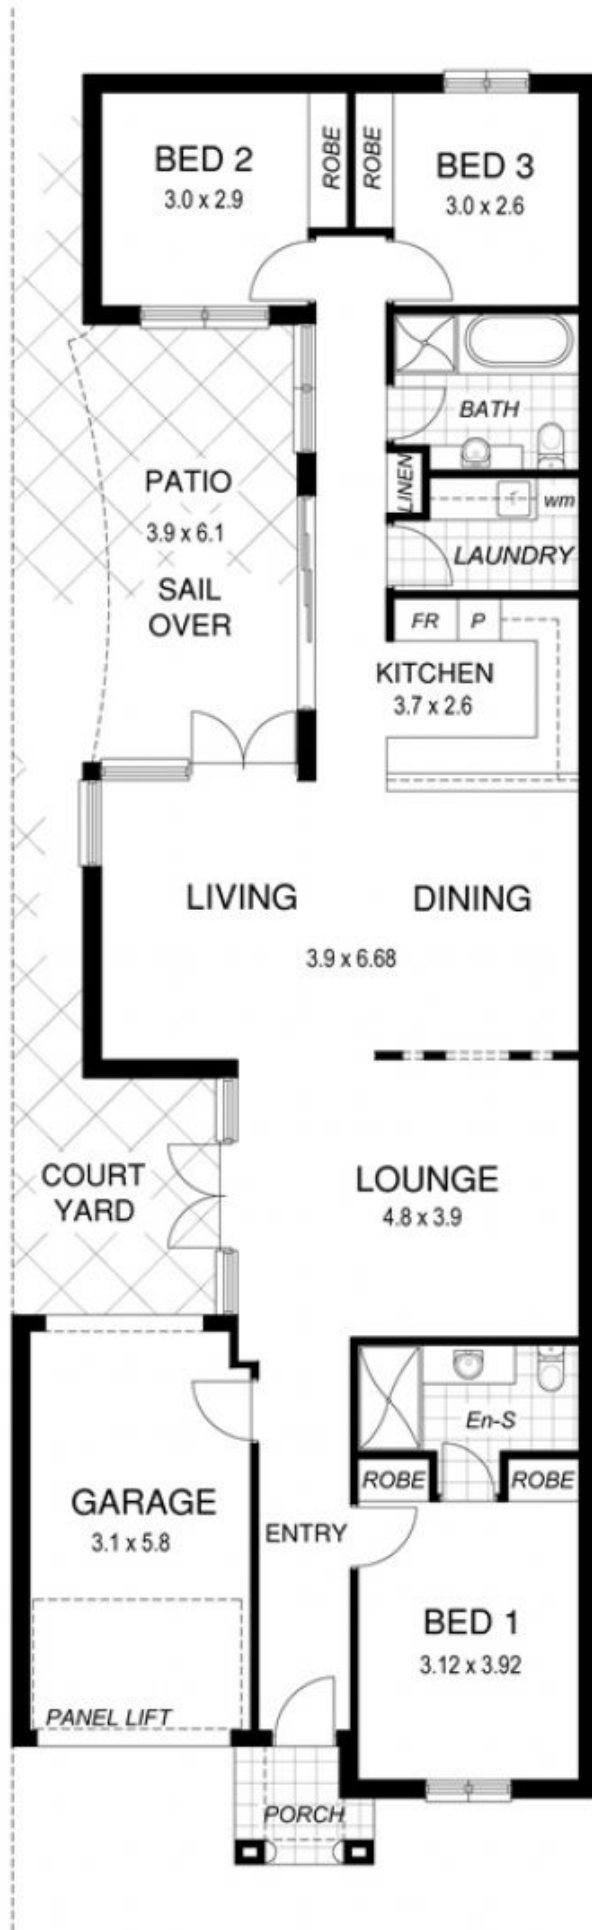 BED 2
3.0 x 2.9
ROBE
ROBE
BED 3
3.0 x 2.6
BATH
PATIO
3.9 x 6.1
SAIL
OVER
LINEN
wm
LAUNDRY
FR
P
KITCHEN
3.7 x 2.6
LIVING
DINING
3.9 x 6.68
COURT
YARD
LOUNGE
4.8 x 3.9
En-S
ROBE
ROBE
GARAGE
3.1 x 5.8
ENTRY
BED 1
3.12 x 3.92
PANEL LIFT
PORCH